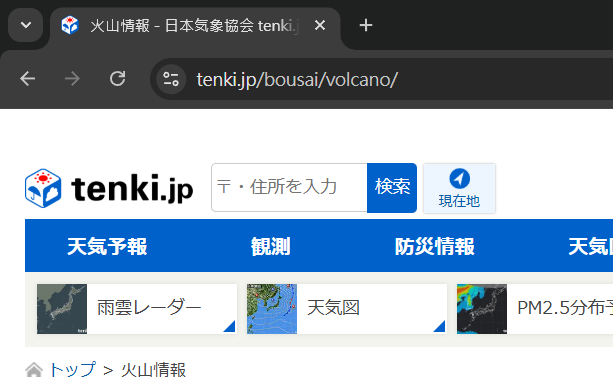 火山情報 - 日本気象協会 tenki.j
tenki.jp/bousai/volcano/
tenki.jp 〒・住所を入力 検索 現在地
天気予報 観測 防災情報 天気
雨雲レーダー 天気図 PM2.5分布予
トップ > 火山情報